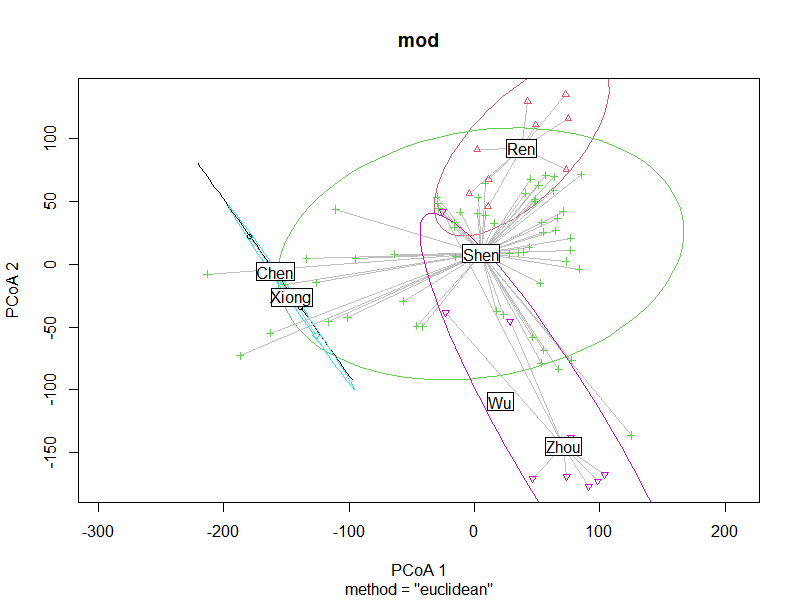 mod
PCoA 2
100
50
0
-50
-100
-150
Ren
Shen
Chen
Xiong
Wu
Zhou
-300 -200 -100 0 100 200
PCoA 1
method = "euclidean"